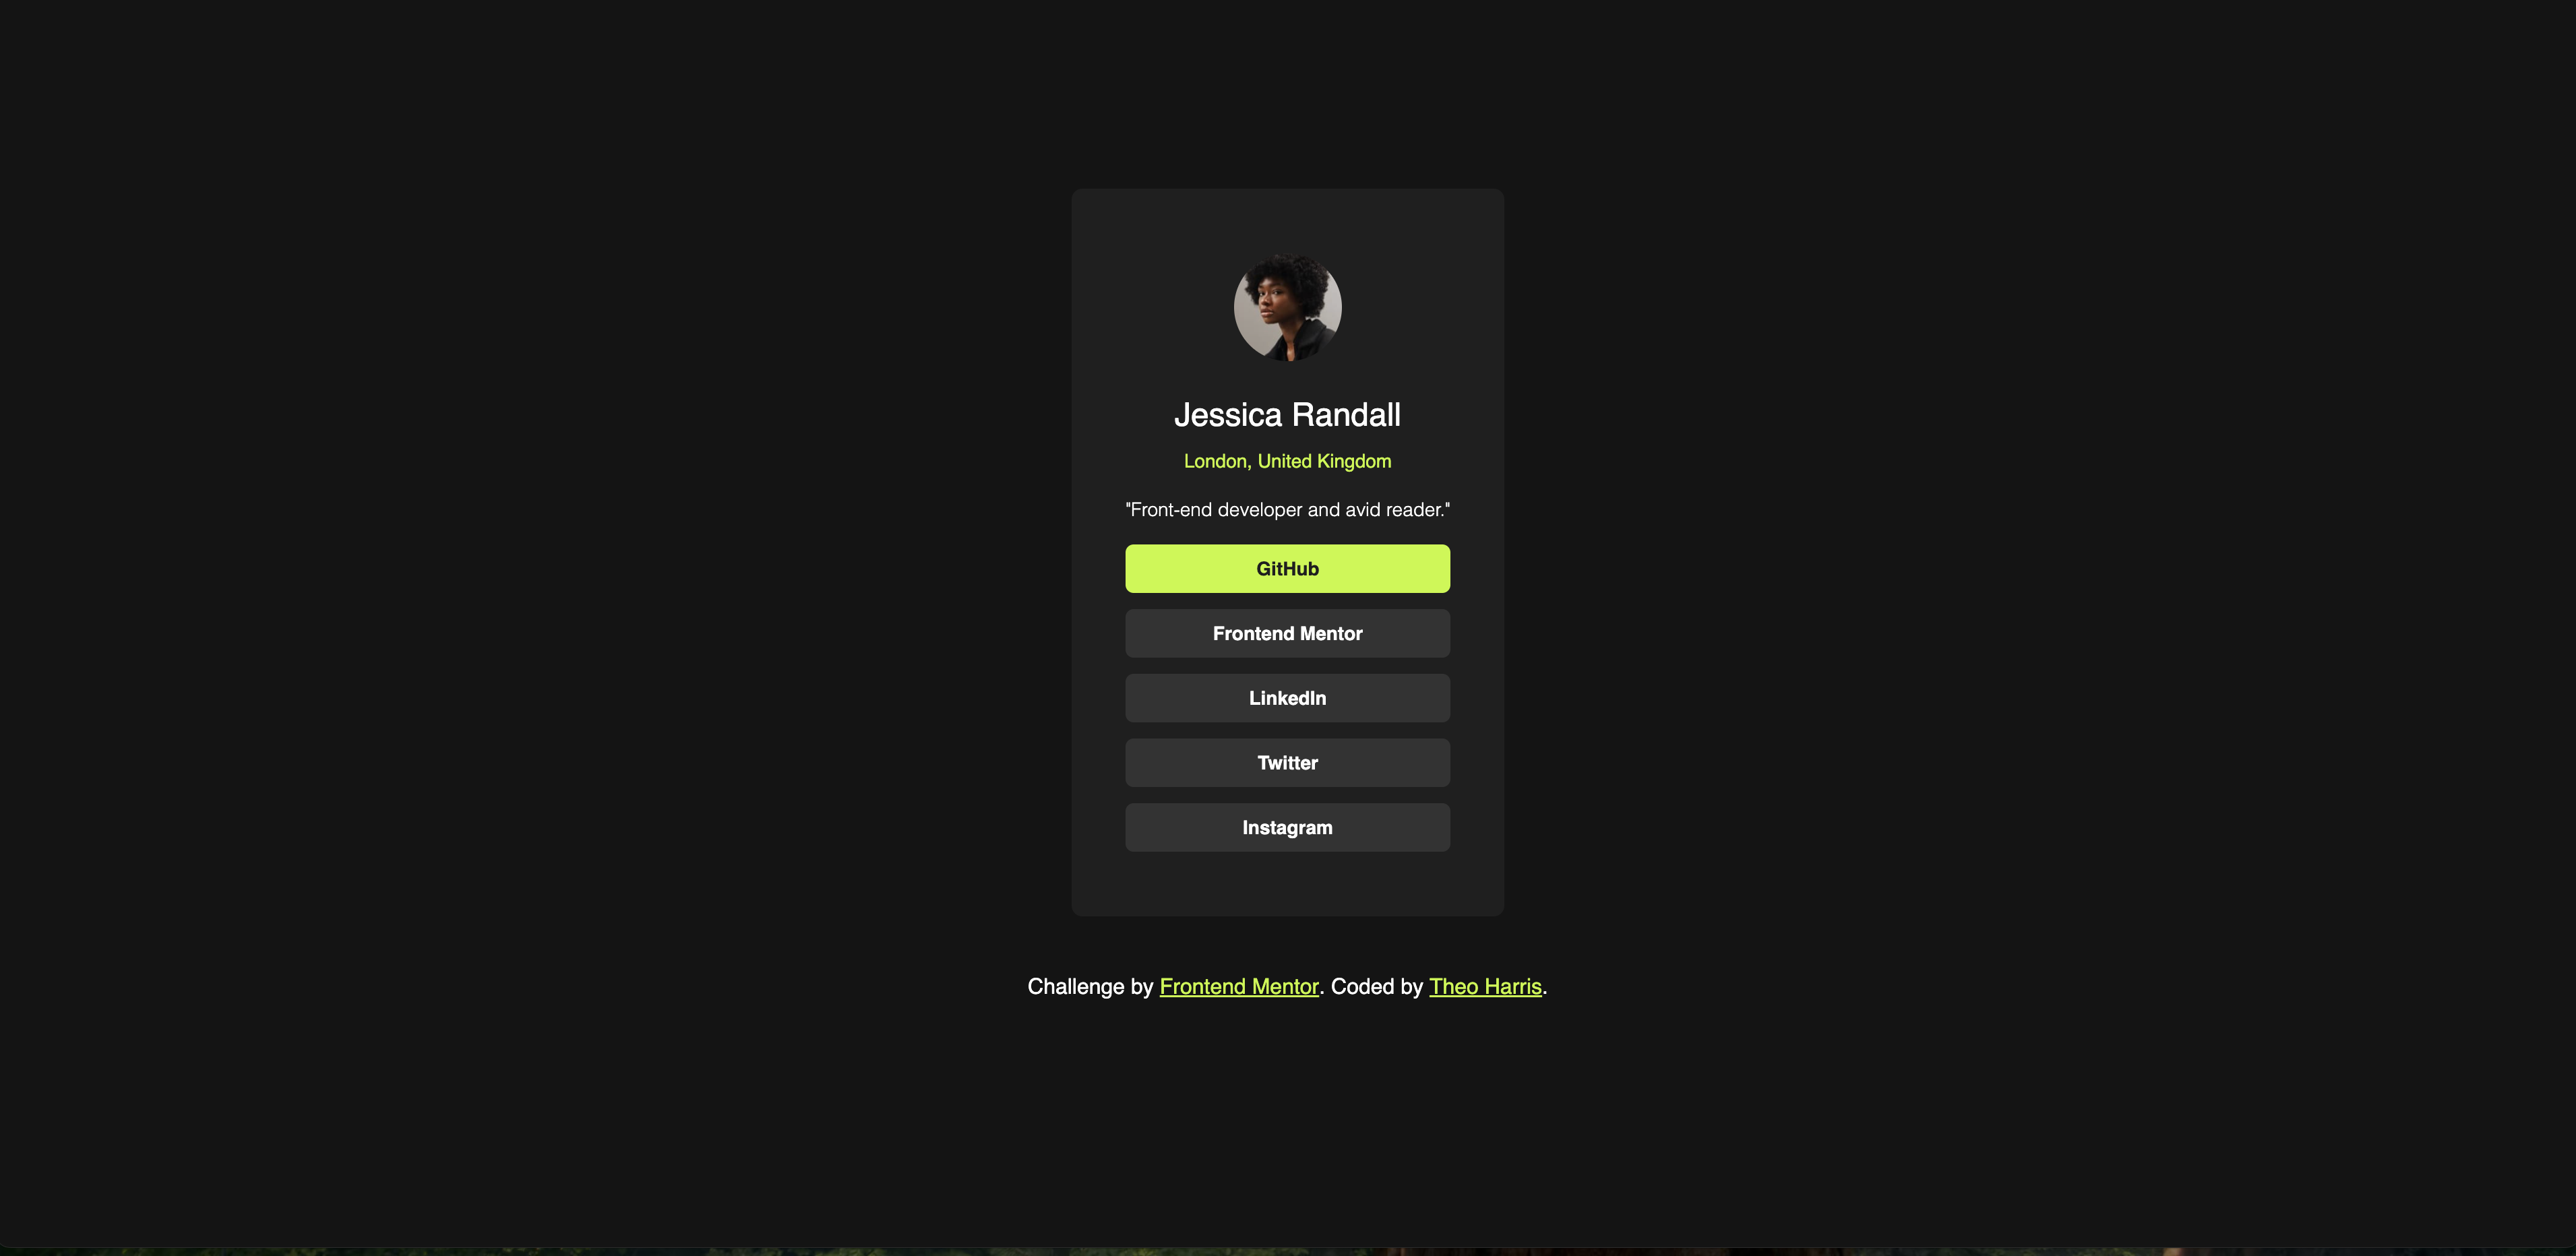 Jessica Randall
London, United Kingdom
"Front-end developer and avid reader."
GitHub
Frontend Mentor
LinkedIn
Twitter
Instagram
Challenge by Frontend Mentor. Coded by Theo Harris.